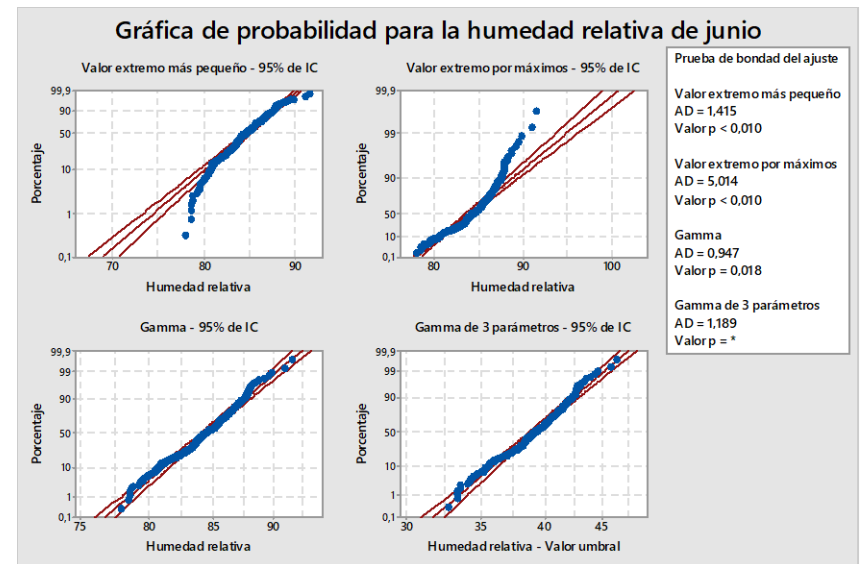 Gráfica de probabilidad para la humedad relativa de junio
Valor extremo más pequeño - 95% de IC
99,9
90
50
10
1
0,1
Porcentaje
70 80 90
Humedad relativa
Valor extremo por máximos - 95% de IC
99,9
99
90
50
10
0,1
Porcentaje
80 90 100
Humedad relativa
Gamma - 95% de IC
99,9
99
90
50
10
1
0,1
Porcentaje
75 80 85 90
Humedad relativa
Gamma de 3 parámetros - 95% de IC
99,9
99
90
50
10
1
0,1
Porcentaje
30 35 40 45
Humedad relativa - Valor umbral
Prueba de bondad del ajuste
Valor extremo más pequeño
AD = 1,415
Valor p < 0,010
Valor extremo por máximos
AD = 5,014
Valor p < 0,010
Gamma
AD = 0,947
Valor p = 0,018
Gamma de 3 parámetros
AD = 1,189
Valor p = *